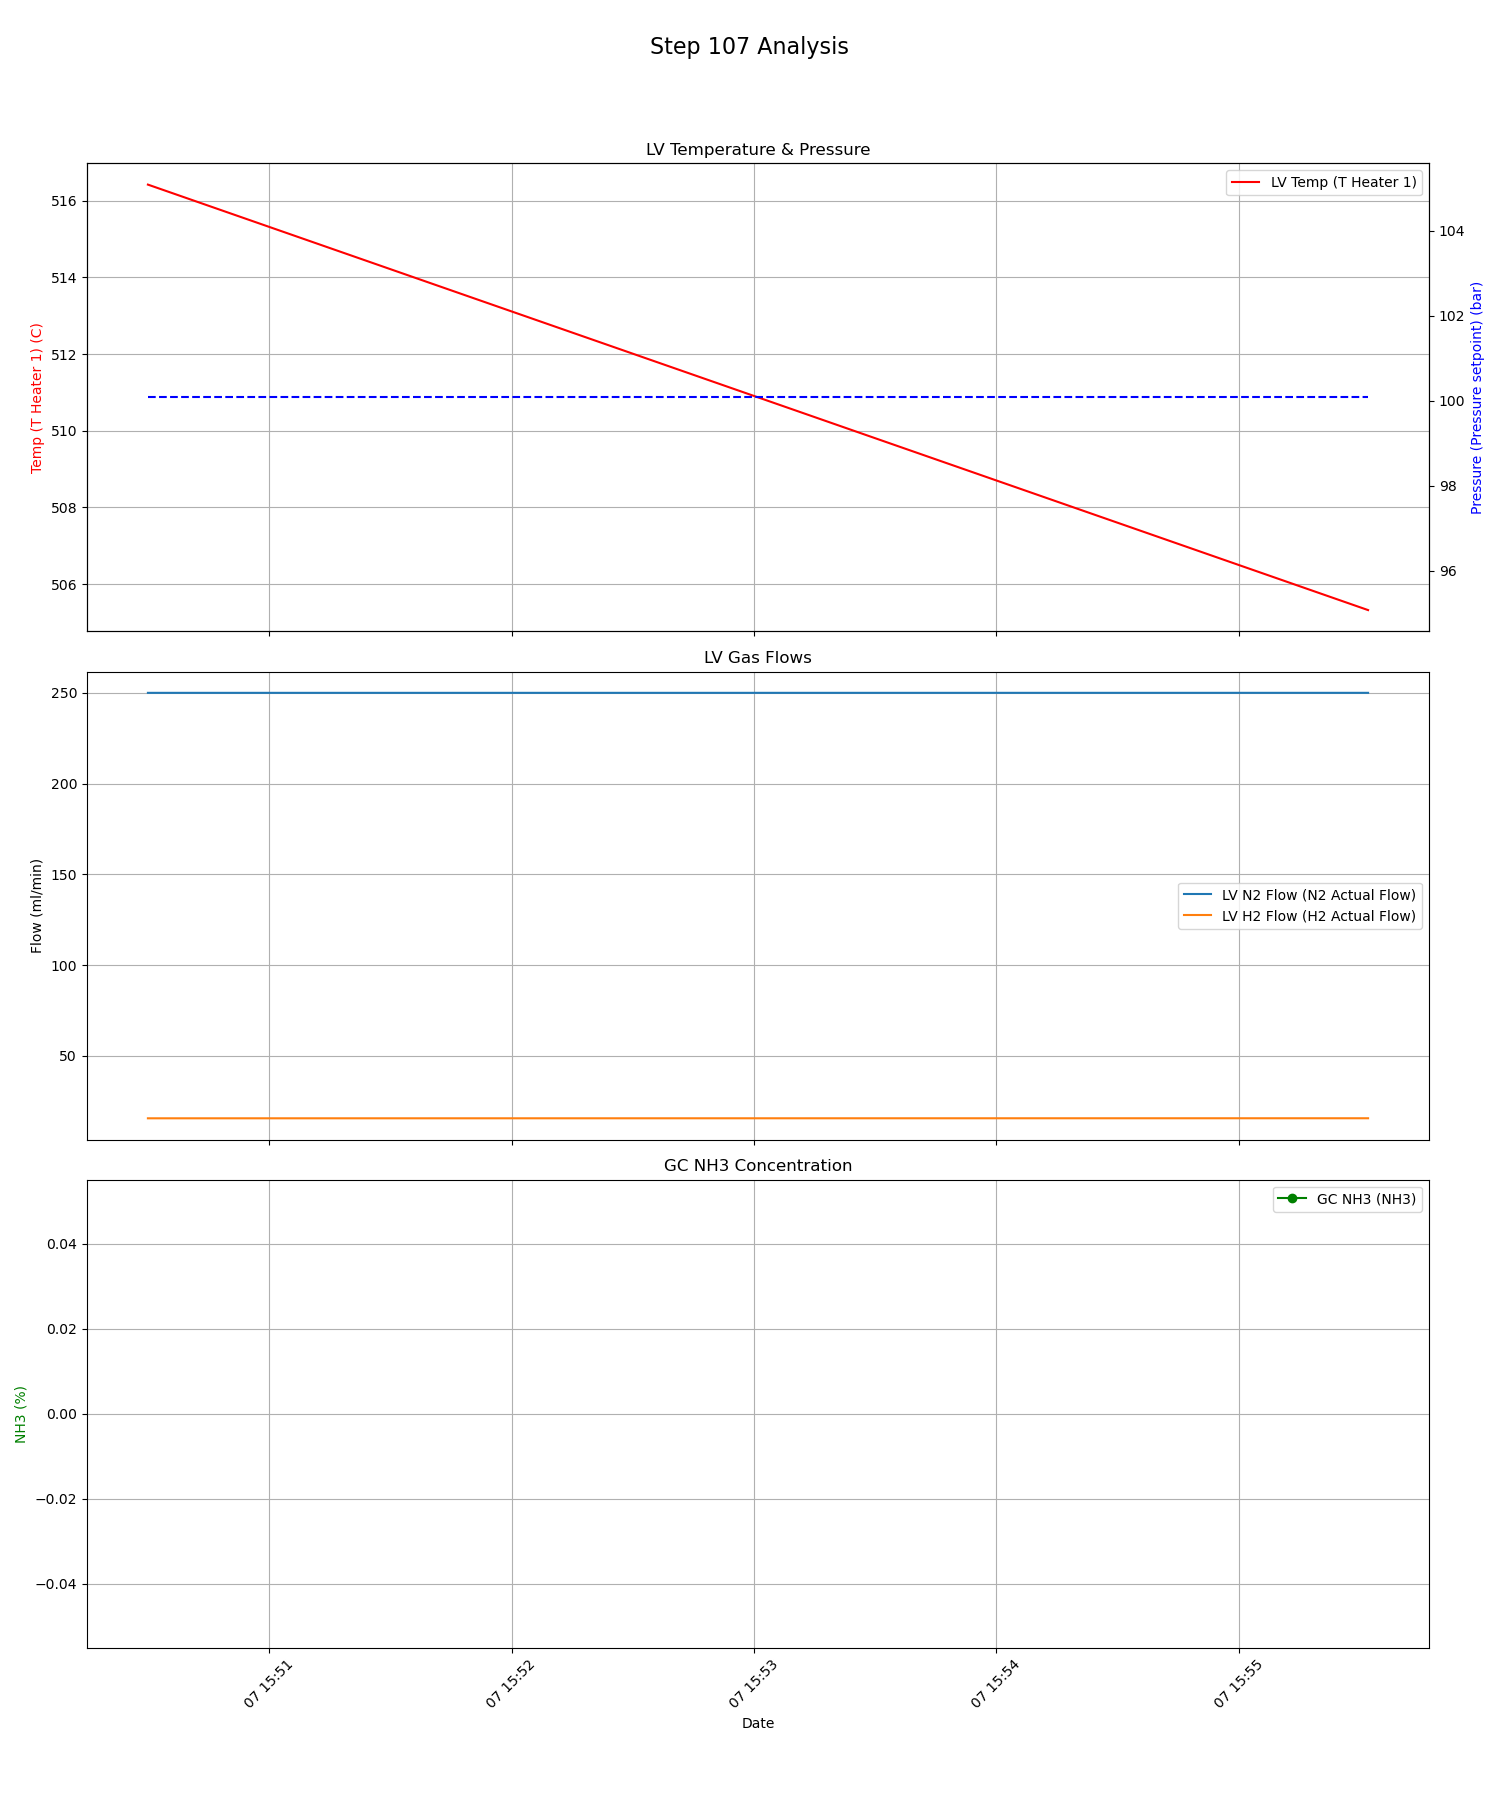 Step 107 Analysis
LV Temperature & Pressure
LV Temp (T Heater 1)
516
514
512
510
508
506
Temp (T Heater 1) (C)
104
102
100
98
96
Pressure (Pressure setpoint) (bar)
LV Gas Flows
250
200
150
100
50
Flow (ml/min)
LV N2 Flow (N2 Actual Flow)
LV H2 Flow (H2 Actual Flow)
GC NH3 Concentration
GC NH3 (NH3)
0.04
0.02
0.00
−0.02
−0.04
NH3 (%)
07 15:51
07 15:52
07 15:53
07 15:54
07 15:55
Date